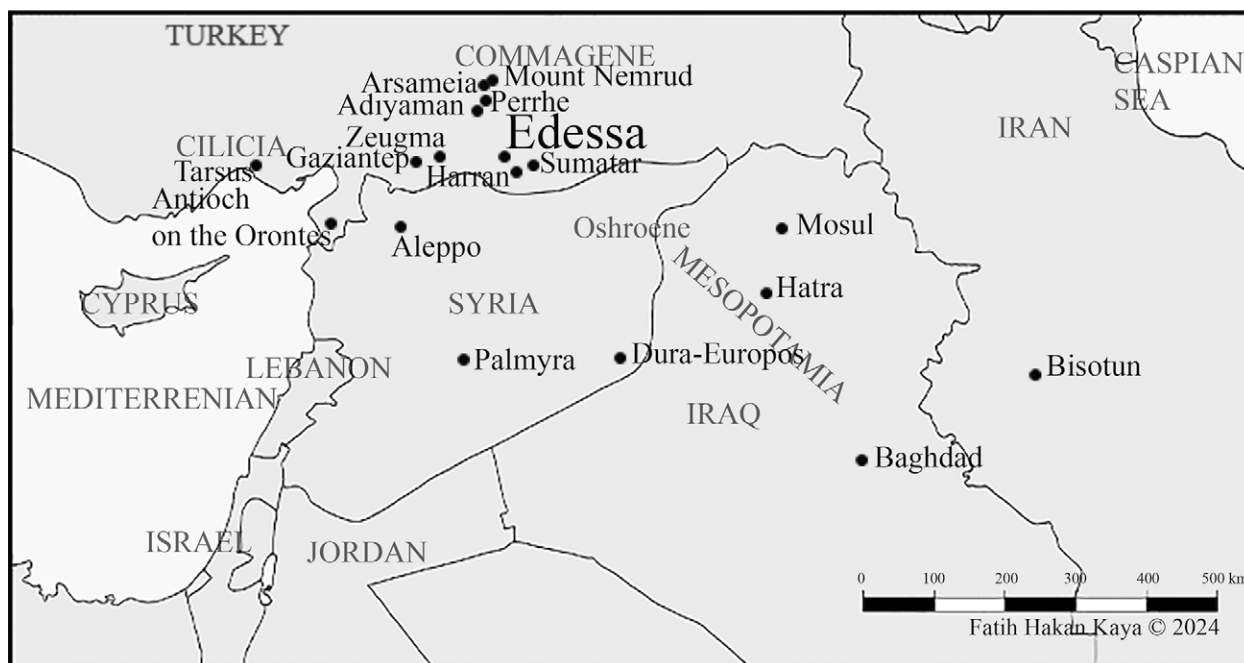 TURKEY
COMMAGENE
CASPIAN
SEA
Arsameia
Mount Nemrud
Adıyaman
Perrhe
IRAN
Edessa
CILICIA
Zeugma
Tarsus
Gaziantep
Harran
Sumatar
Antioch
on the Orontes
Aleppo
Oshroene
Mosul
MESOPOTAMIA
CYPRUS
SYRIA
Hatra
LEBANON
Palmyra
Dura-Europos
Bisotun
MEDITERRENIAN
IRAQ
Baghdad
ISRAEL
JORDAN
0 100 200 300 400 500 km
Fatih Hakan Kaya © 2024